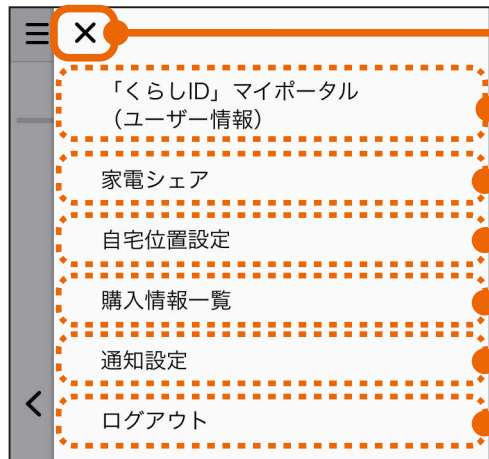 「くらしID」マイポータル
（ユーザー情報）
家電シェア
自宅位置設定
購入情報一覧
通知設定
ログアウト